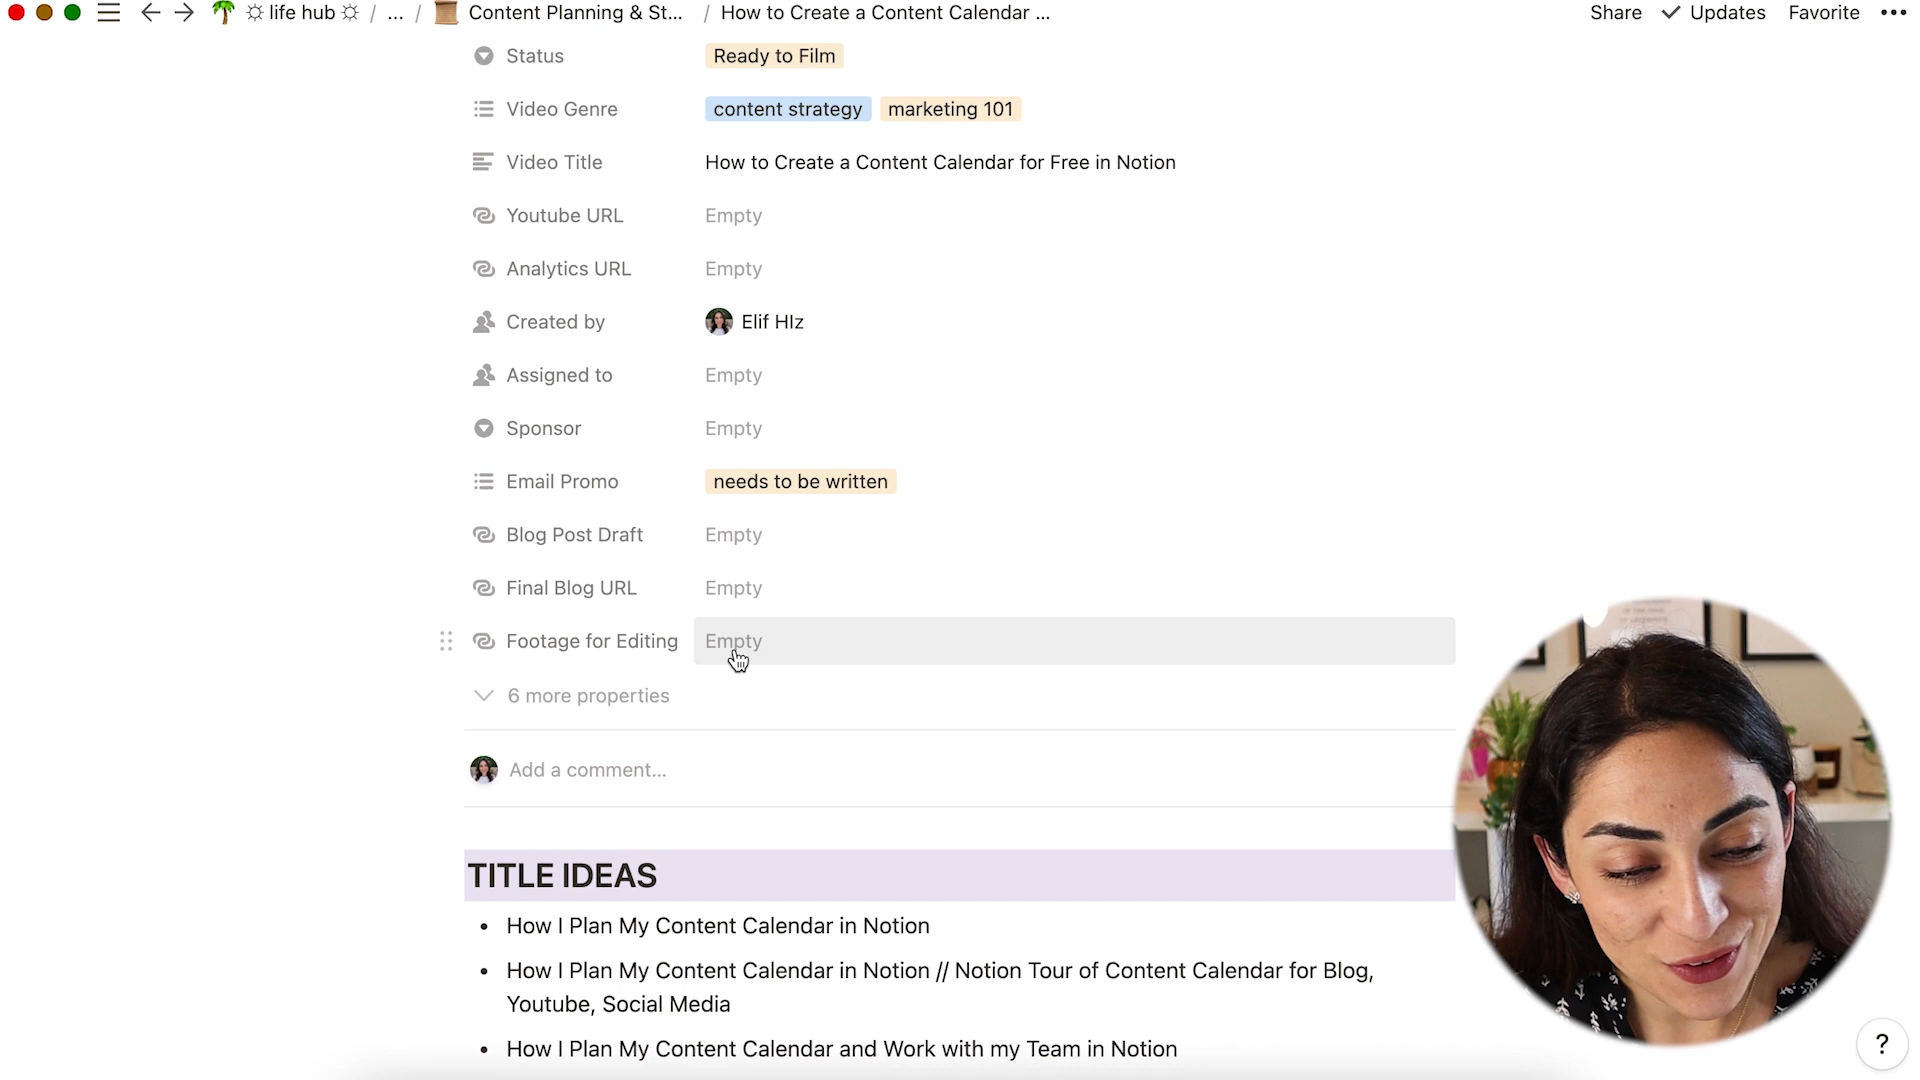 life hub / ... / Content Planning & St... / How to Create a Content Calendar ... Share Updates Favorite •••
Status Ready to Film
Video Genre content strategy marketing 101
Video Title How to Create a Content Calendar for Free in Notion
Youtube URL Empty
Analytics URL Empty
Created by Elif Hlz
Assigned to Empty
Sponsor Empty
Email Promo needs to be written
Blog Post Draft Empty
Final Blog URL Empty
Footage for Editing Empty
6 more properties
Add a comment...
TITLE IDEAS
• How I Plan My Content Calendar in Notion
• How I Plan My Content Calendar in Notion // Notion Tour of Content Calendar for Blog,
Youtube, Social Media
• How I Plan My Content Calendar and Work with my Team in Notion
?